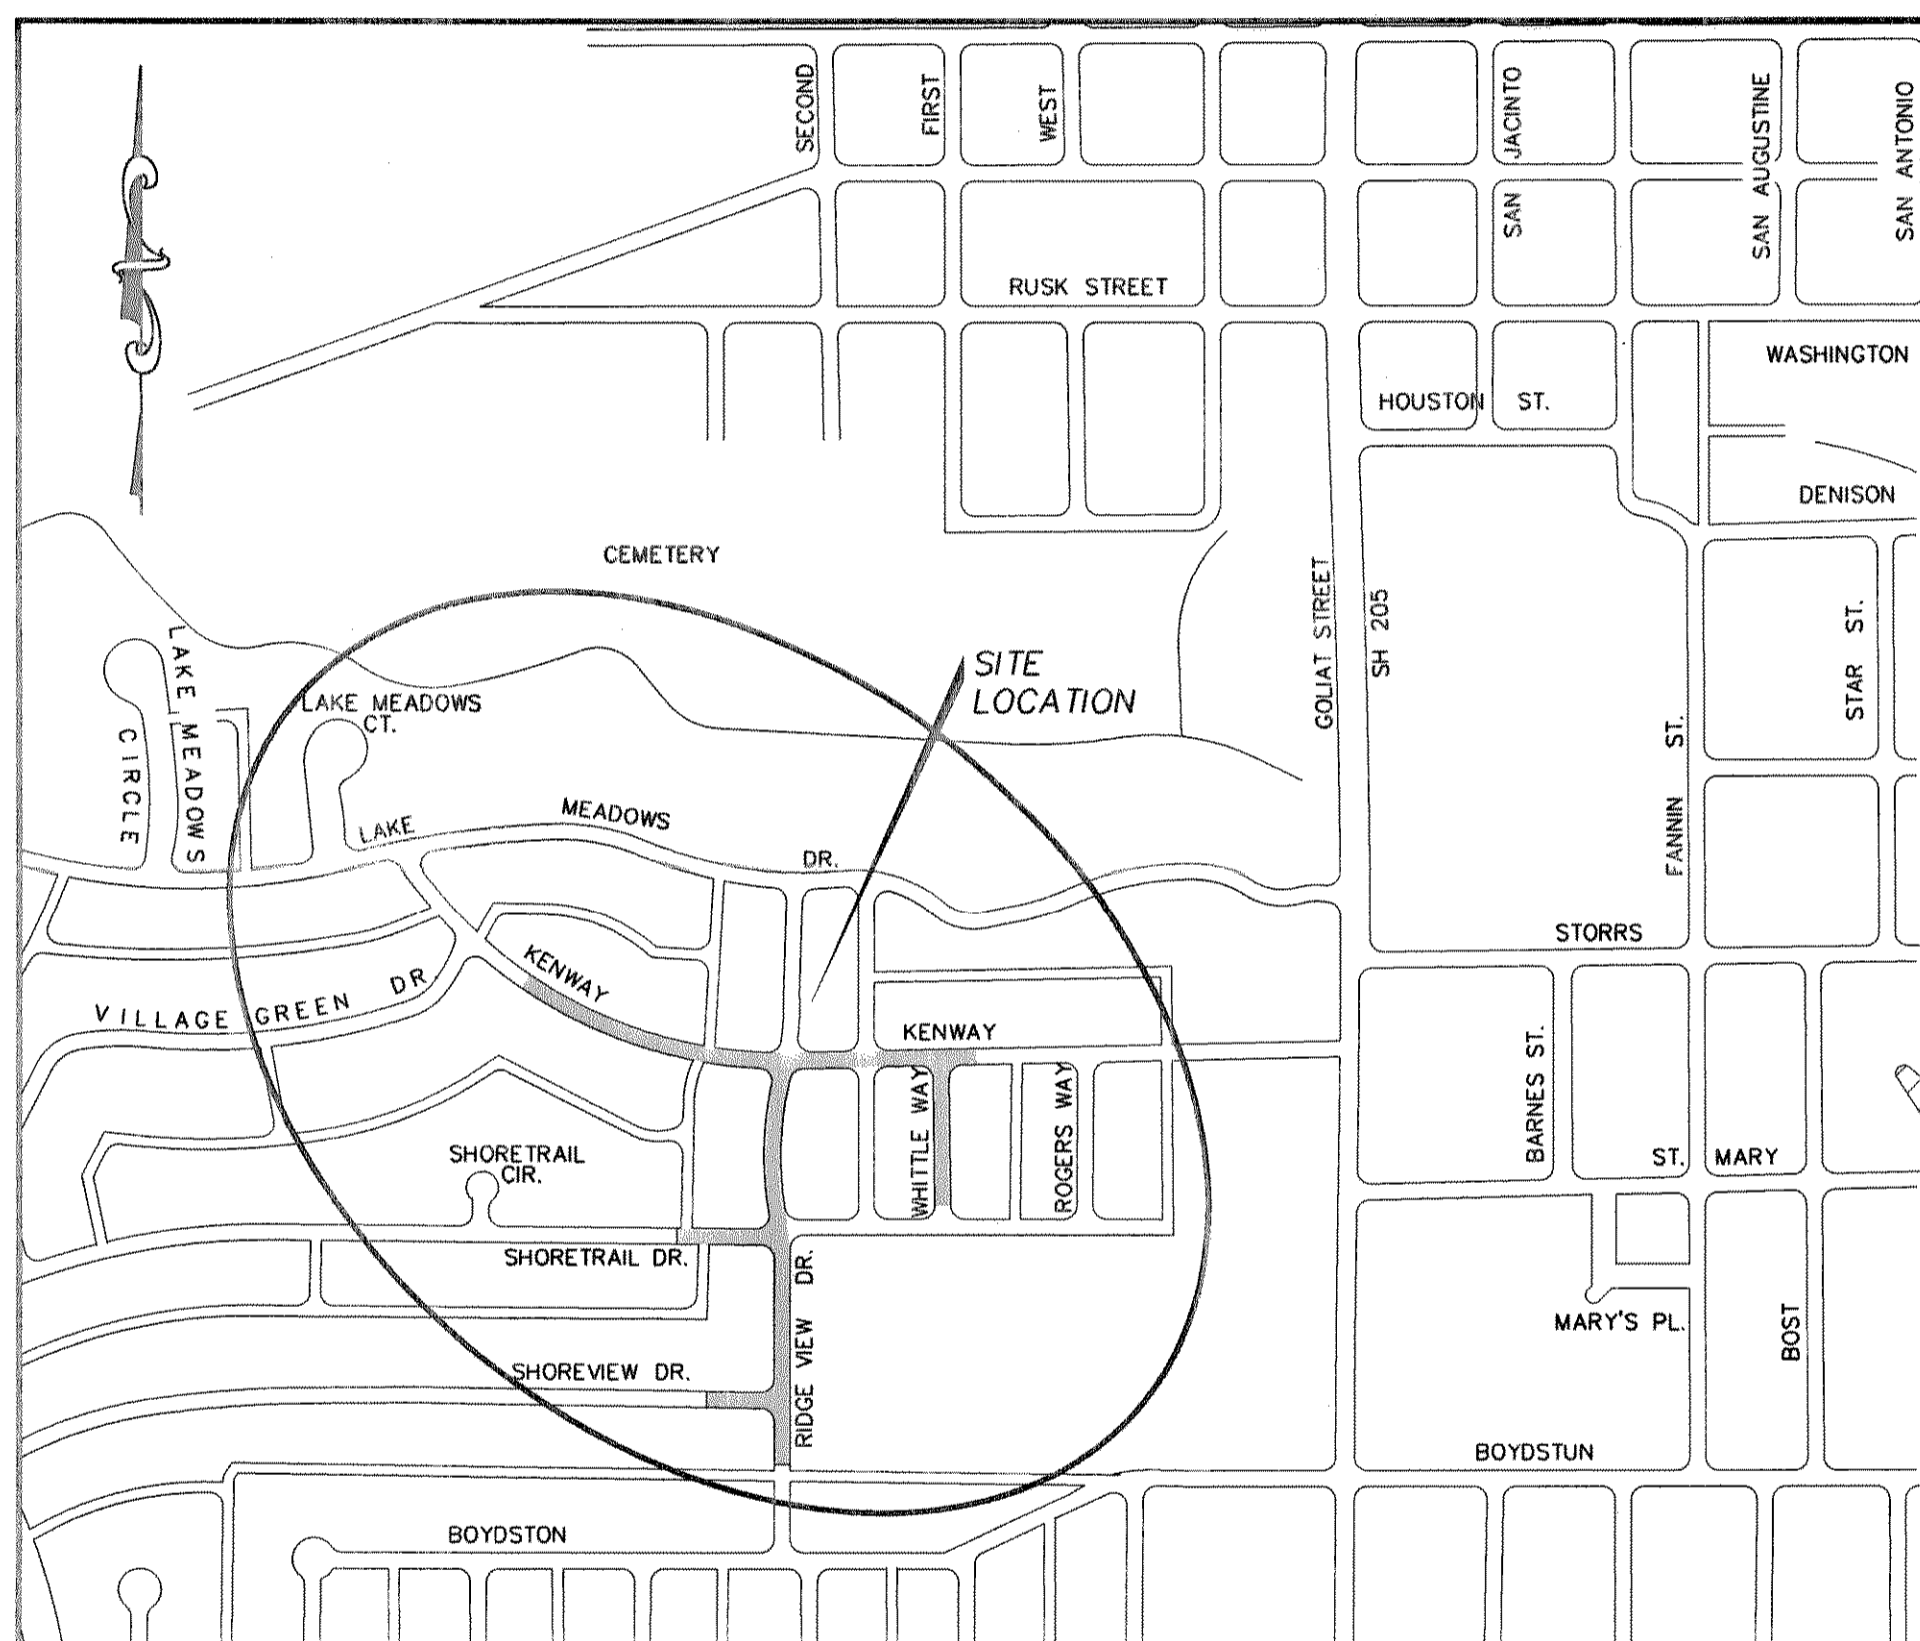 SECOND
FIRST
WEST
SAN JACINTO
SAN AUGUSTINE
SAN ANTONIO
RUSK STREET
WASHINGTON
HOUSTON ST.
DENISON
CEMETERY
GOLIAT STREET
SH 205
STAR ST.
FANNIN ST.
SITE
LOCATION
LAKE MEADOWS
CIRCLE
LAKE MEADOWS
CT.
LAKE MEADOWS DR.
STORRS
KENWAY
VILLAGE GREEN DR.
KENWAY
WHITTLE WAY
ROGERS WAY
BARNES ST.
ST. MARY
SHORETRAIL
CIR.
SHORETRAIL DR.
RIDGE VIEW DR.
MARY'S PL.
BOST
SHOREVIEW DR.
BOYDSTUN
BOYDSTON